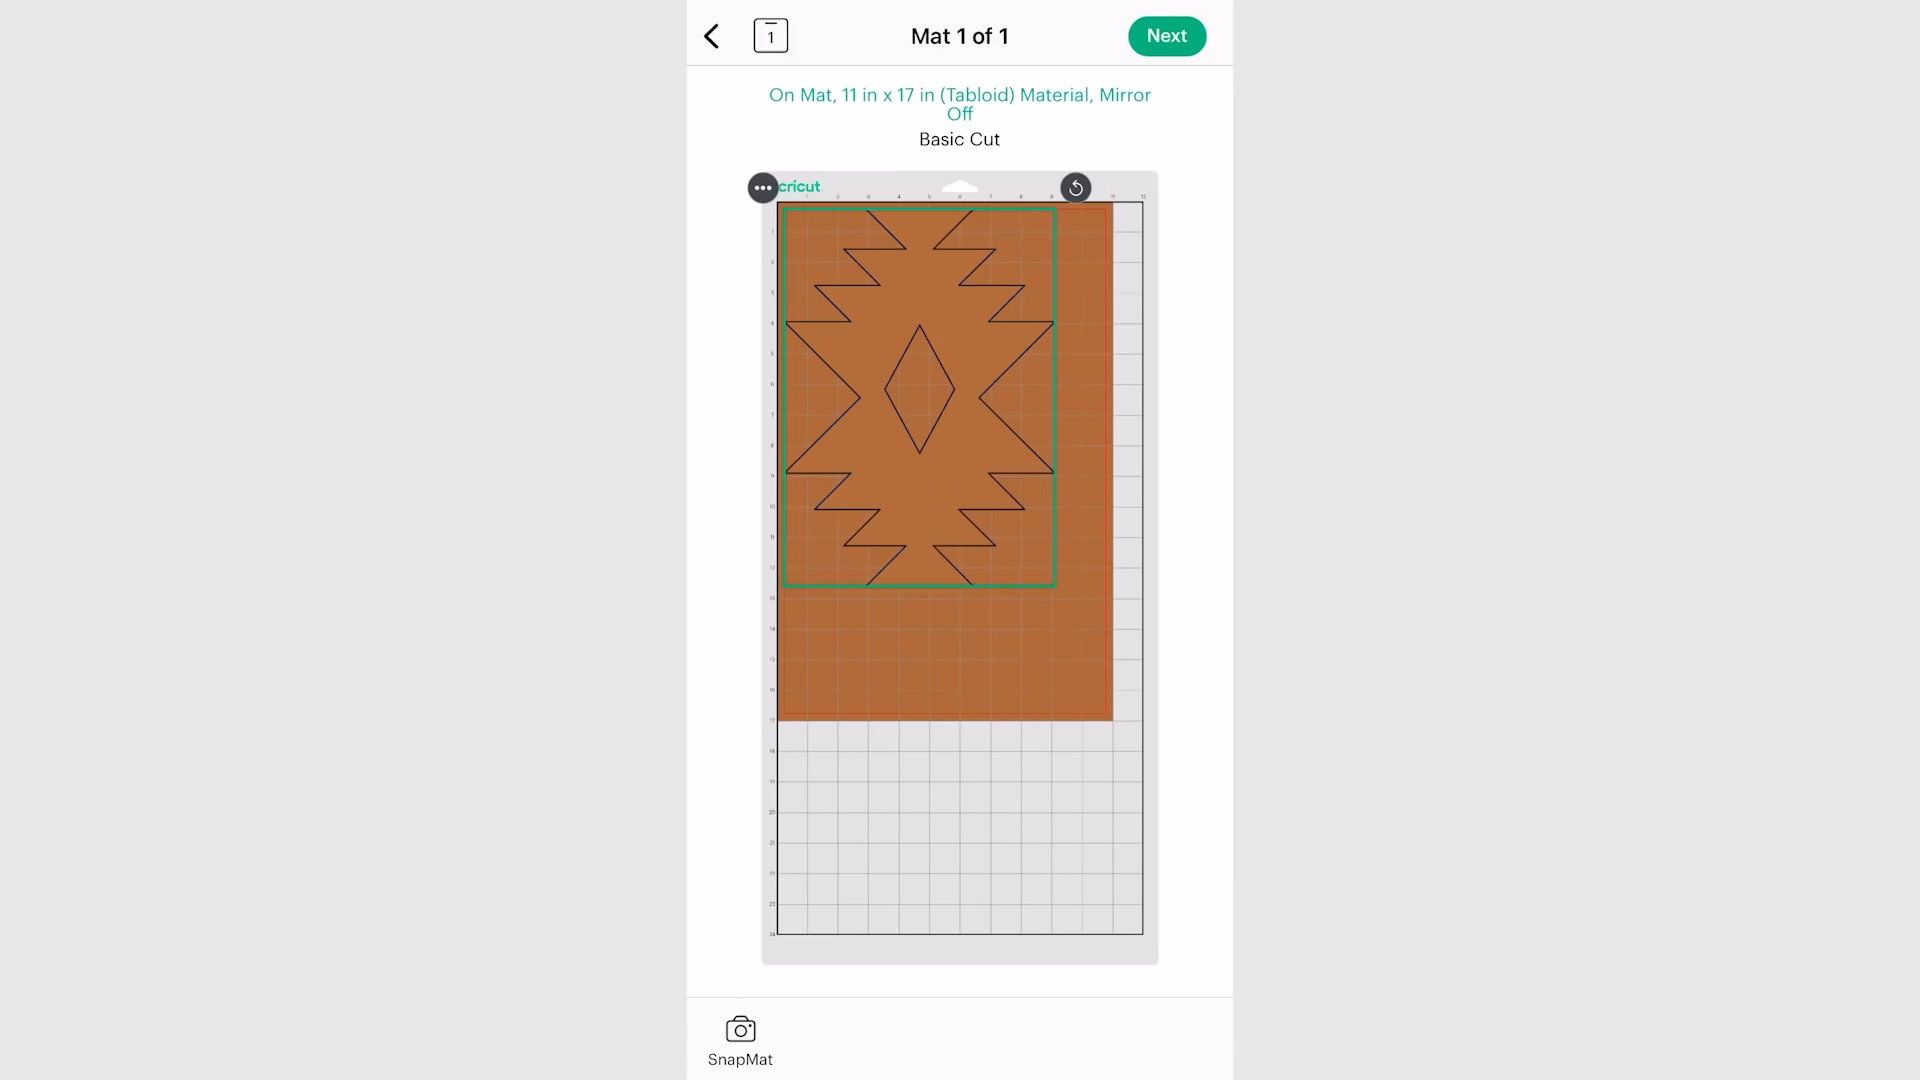 1
Mat 1 of 1
Next
On Mat, 11 in x 17 in (Tabloid) Material, Mirror
Off
Basic Cut
cricut
SnapMat